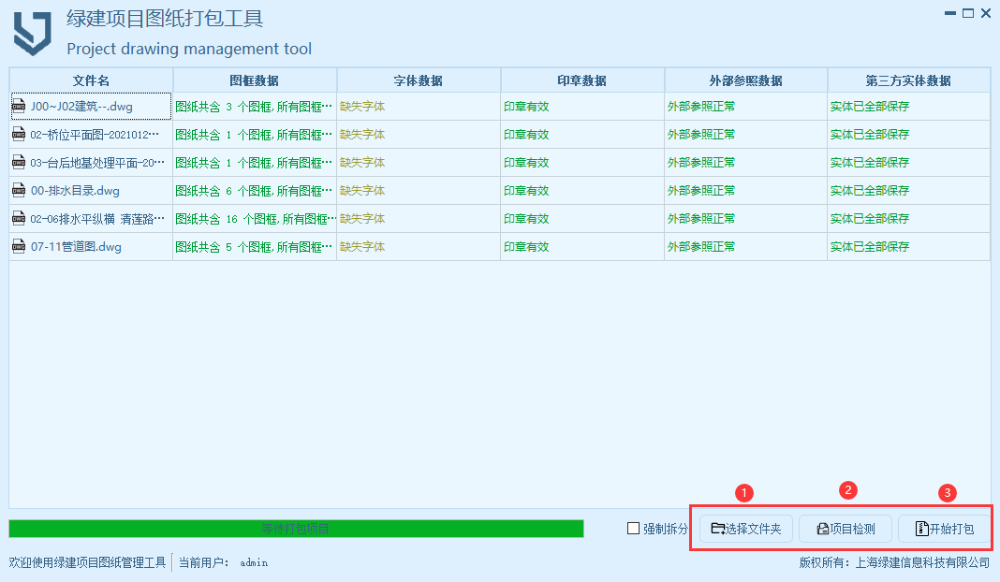 绿建项目图纸打包工具
Project drawing management tool
文件名 图框数据 字体数据 印章数据 外部参照数据 第三方实体数据
J00~J02建筑--.dwg 图纸共含 3 个图框,所有图框… 缺失字体 印章有效 外部参照正常 实体已全部保存
02-桥位平面图-2021012… 图纸共含 1 个图框,所有图框… 缺失字体 印章有效 外部参照正常 实体已全部保存
03-台后地基处理平面-20… 图纸共含 1 个图框,所有图框… 缺失字体 印章有效 外部参照正常 实体已全部保存
00-排水目录.dwg 图纸共含 6 个图框,所有图框… 缺失字体 印章有效 外部参照正常 实体已全部保存
02-06排水平纵横 清莲路… 图纸共含 16 个图框,所有图框… 缺失字体 印章有效 外部参照正常 实体已全部保存
07-11管道图.dwg 图纸共含 5 个图框,所有图框… 缺失字体 印章有效 外部参照正常 实体已全部保存
1 2 3
等待打包项目 强制拆分 选择文件夹 项目检测 开始打包
欢迎使用绿建项目图纸管理工具 当前用户: admin 版权所有: 上海绿建信息科技有限公司